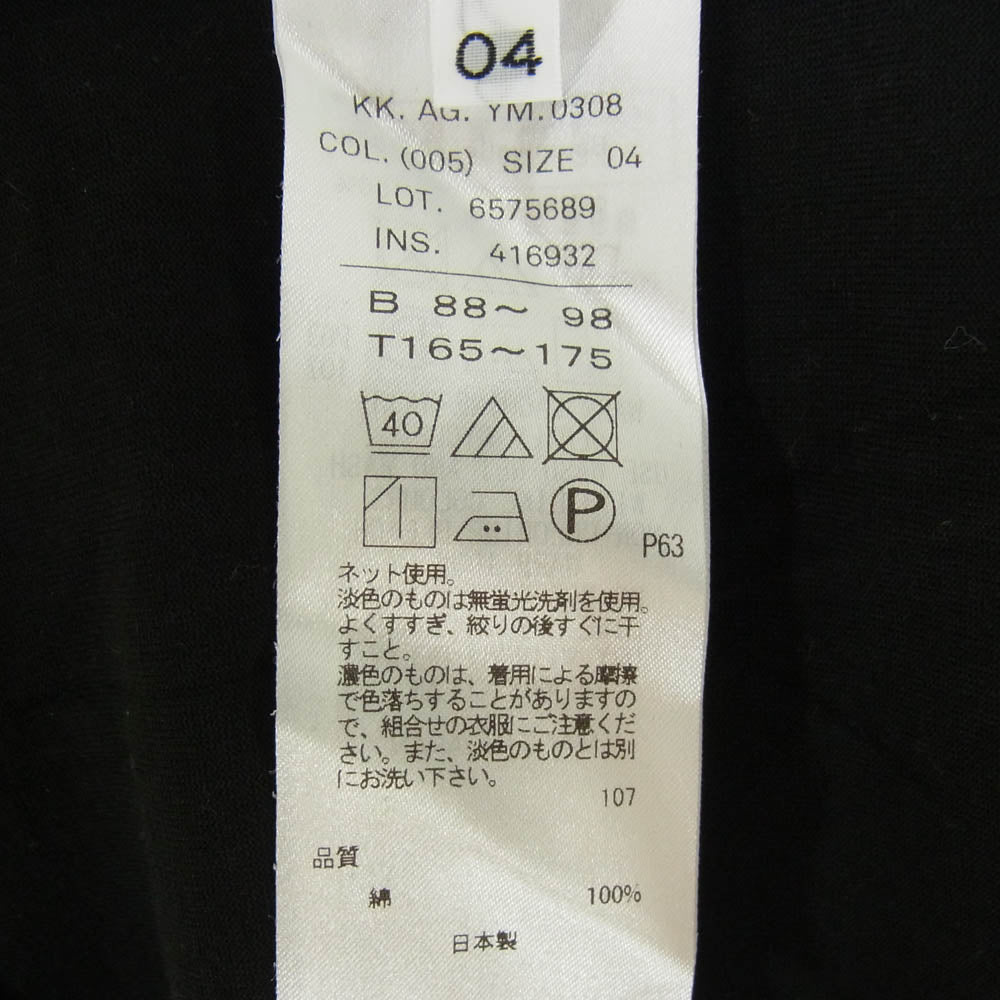 04
KK. AG. YM.0308
COL.(005) SIZE 04
LOT. 6575689
INS. 416932
B 88～ 98
T165～175
40
P
P63
ネット使用。
淡色のものは無蛍光洗剤を使用。
よくすすぎ、絞りの後すぐに干
すこと。
濃色のものは、着用による摩擦
で色落ちすることがありますの
で、組合せの衣服にご注意くだ
さい。また、淡色のものとは別
にお洗い下さい。
107
品質
綿 100%
日本製